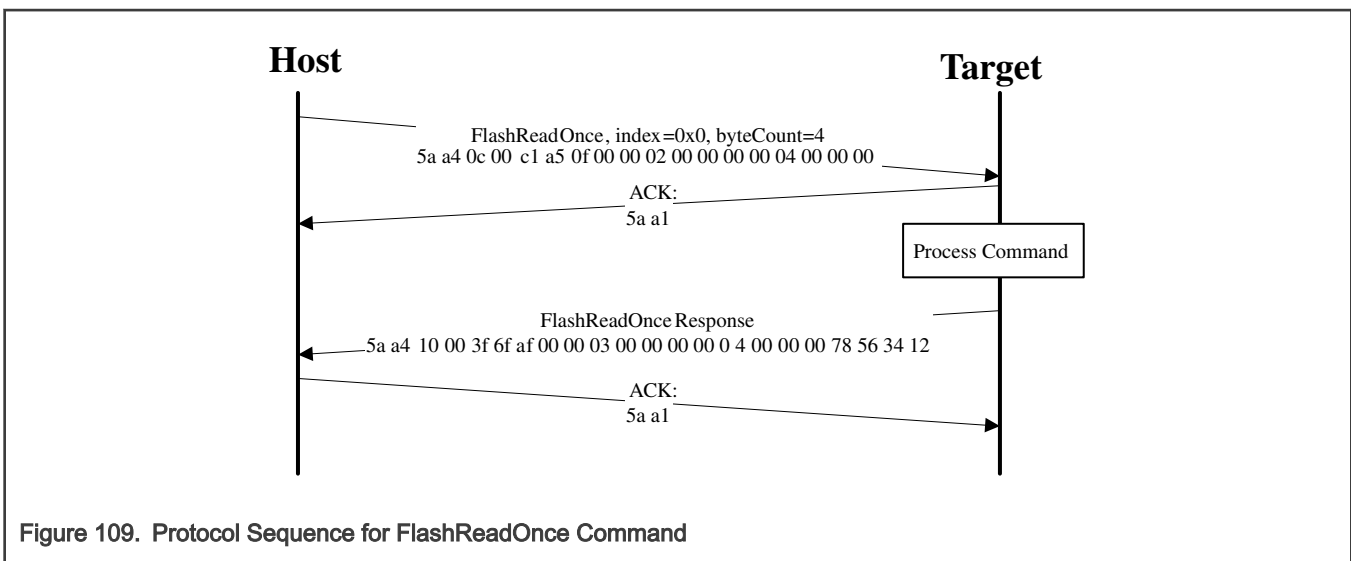 Host
Target
FlashReadOnce, index=0x0, byteCount=4
5a a4 0c 00 c1 a5 0f 00 00 02 00 00 00 00 04 00 00 00
ACK:
5a a1
Process Command
FlashReadOnce Response
5a a4 10 00 3f 6f af 00 00 03 00 00 00 00 0 4 00 00 00 78 56 34 12
ACK:
5a a1
Figure 109. Protocol Sequence for FlashReadOnce Command